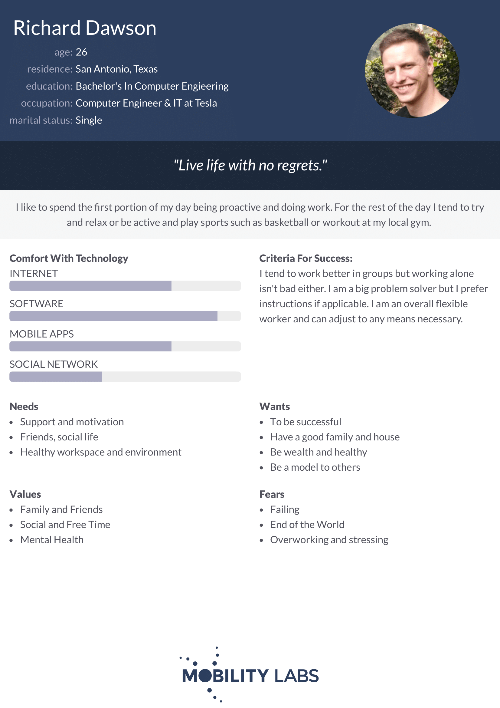 Richard Dawson
age: 26
residence: San Antonio, Texas
education: Bachelor's In Computer Engieering
occupation: Computer Engineer & IT at Tesla
marital status: Single
"Live life with no regrets."
I like to spend the first portion of my day being proactive and doing work. For the rest of the day I tend to try
and relax or be active and play sports such as basketball or workout at my local gym.
Comfort With Technology
INTERNET
SOFTWARE
MOBILE APPS
SOCIAL NETWORK
Criteria For Success:
I tend to work better in groups but working alone
isn't bad either. I am a big problem solver but I prefer
instructions if applicable. I am an overall flexible
worker and can adjust to any means necessary.
Needs
• Support and motivation
• Friends, social life
• Healthy workspace and environment
Wants
• To be successful
• Have a good family and house
• Be wealth and healthy
• Be a model to others
Values
• Family and Friends
• Social and Free Time
• Mental Health
Fears
• Failing
• End of the World
• Overworking and stressing
MOBILITY LABS